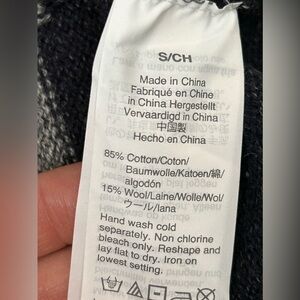 S/CH
Made in China
Fabriqué en Chine
in China Hergestellt
Vervaardigd in China
中国製
Hecho en China
85% Cotton/Coton/
Baumwolle/Katoen/綿/
algodón
15% Wool/Laine/Wolle/Wol/
ウール/lana
Hand wash cold
separately. Non chlorine
bleach only. Reshape and
lay flat to dry. Iron on
lowest setting.